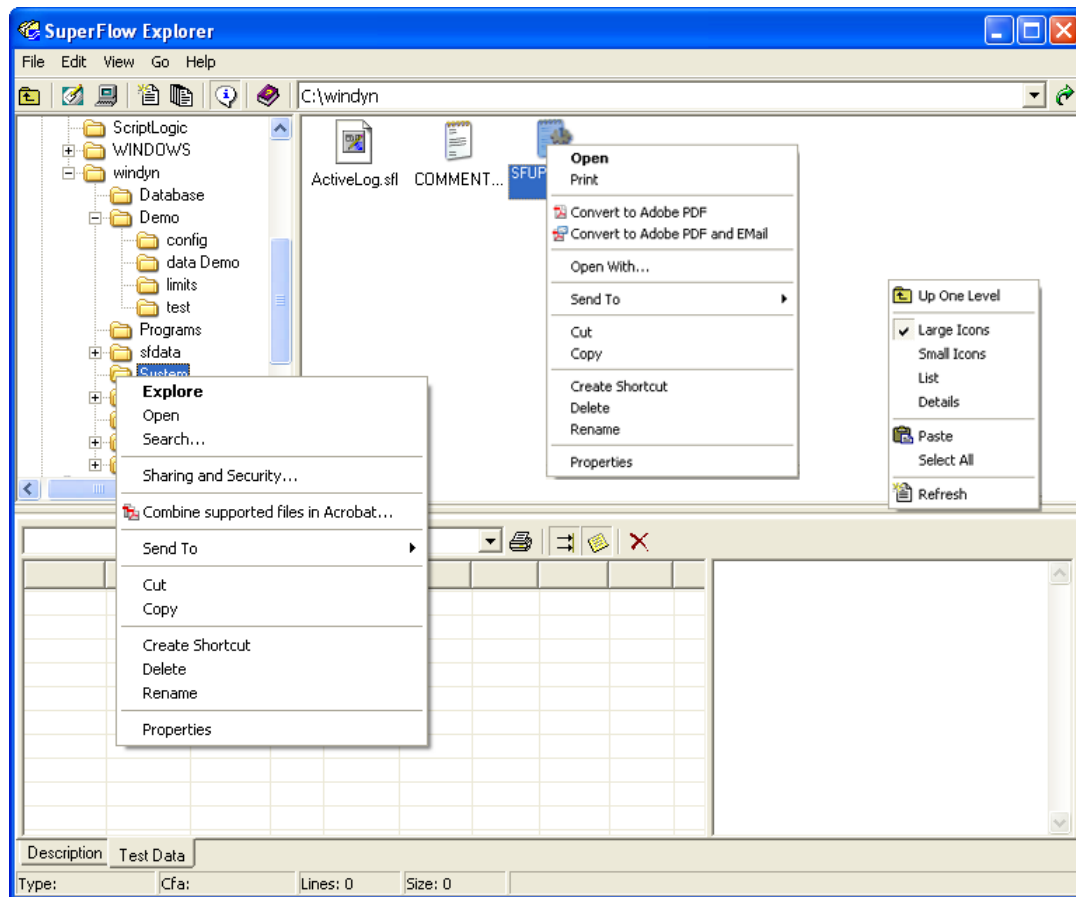 SuperFlow Explorer
File Edit View Go Help
C:\windyn
ScriptLogic
WINDOWS
windyn
Database
Demo
config
data Demo
limits
test
Programs
sfdata
System
ActiveLog.sfl
COMMENT...
SFUP
Open
Print
Convert to Adobe PDF
Convert to Adobe PDF and EMail
Open With...
Send To
Cut
Copy
Create Shortcut
Delete
Rename
Properties
Up One Level
Large Icons
Small Icons
List
Details
Paste
Select All
Refresh
Explore
Open
Search...
Sharing and Security...
Combine supported files in Acrobat...
Send To
Cut
Copy
Create Shortcut
Delete
Rename
Properties
Description Test Data
Type: Cfa: Lines: 0 Size: 0